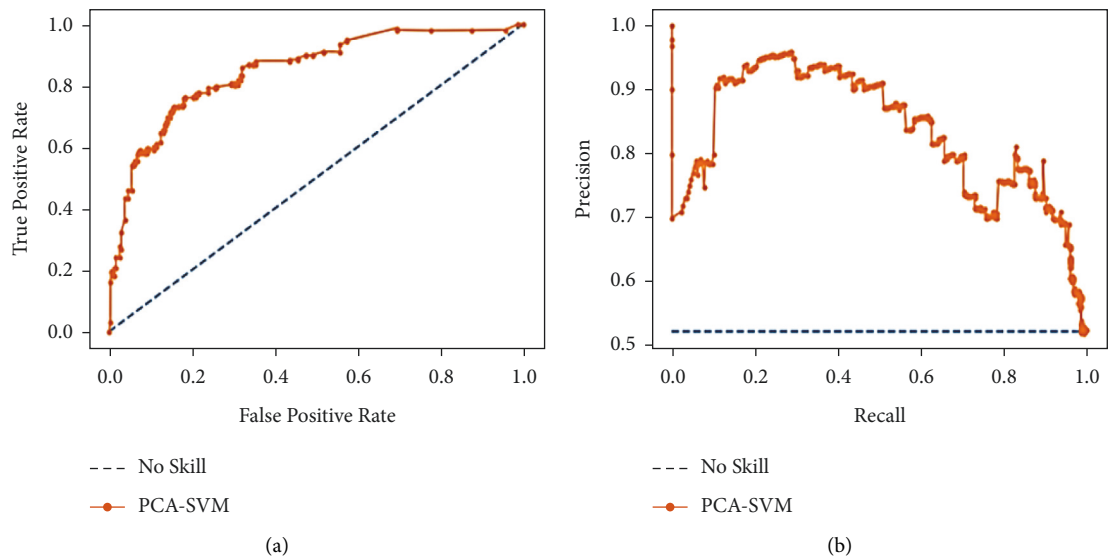 1.0
0.8
0.6
0.4
0.2
0.0
True Positive Rate
0.0 0.2 0.4 0.6 0.8 1.0
False Positive Rate
No Skill
PCA-SVM
(a)
1.0
0.9
0.8
0.7
0.6
0.5
Precision
0.0 0.2 0.4 0.6 0.8 1.0
Recall
No Skill
PCA-SVM
(b)